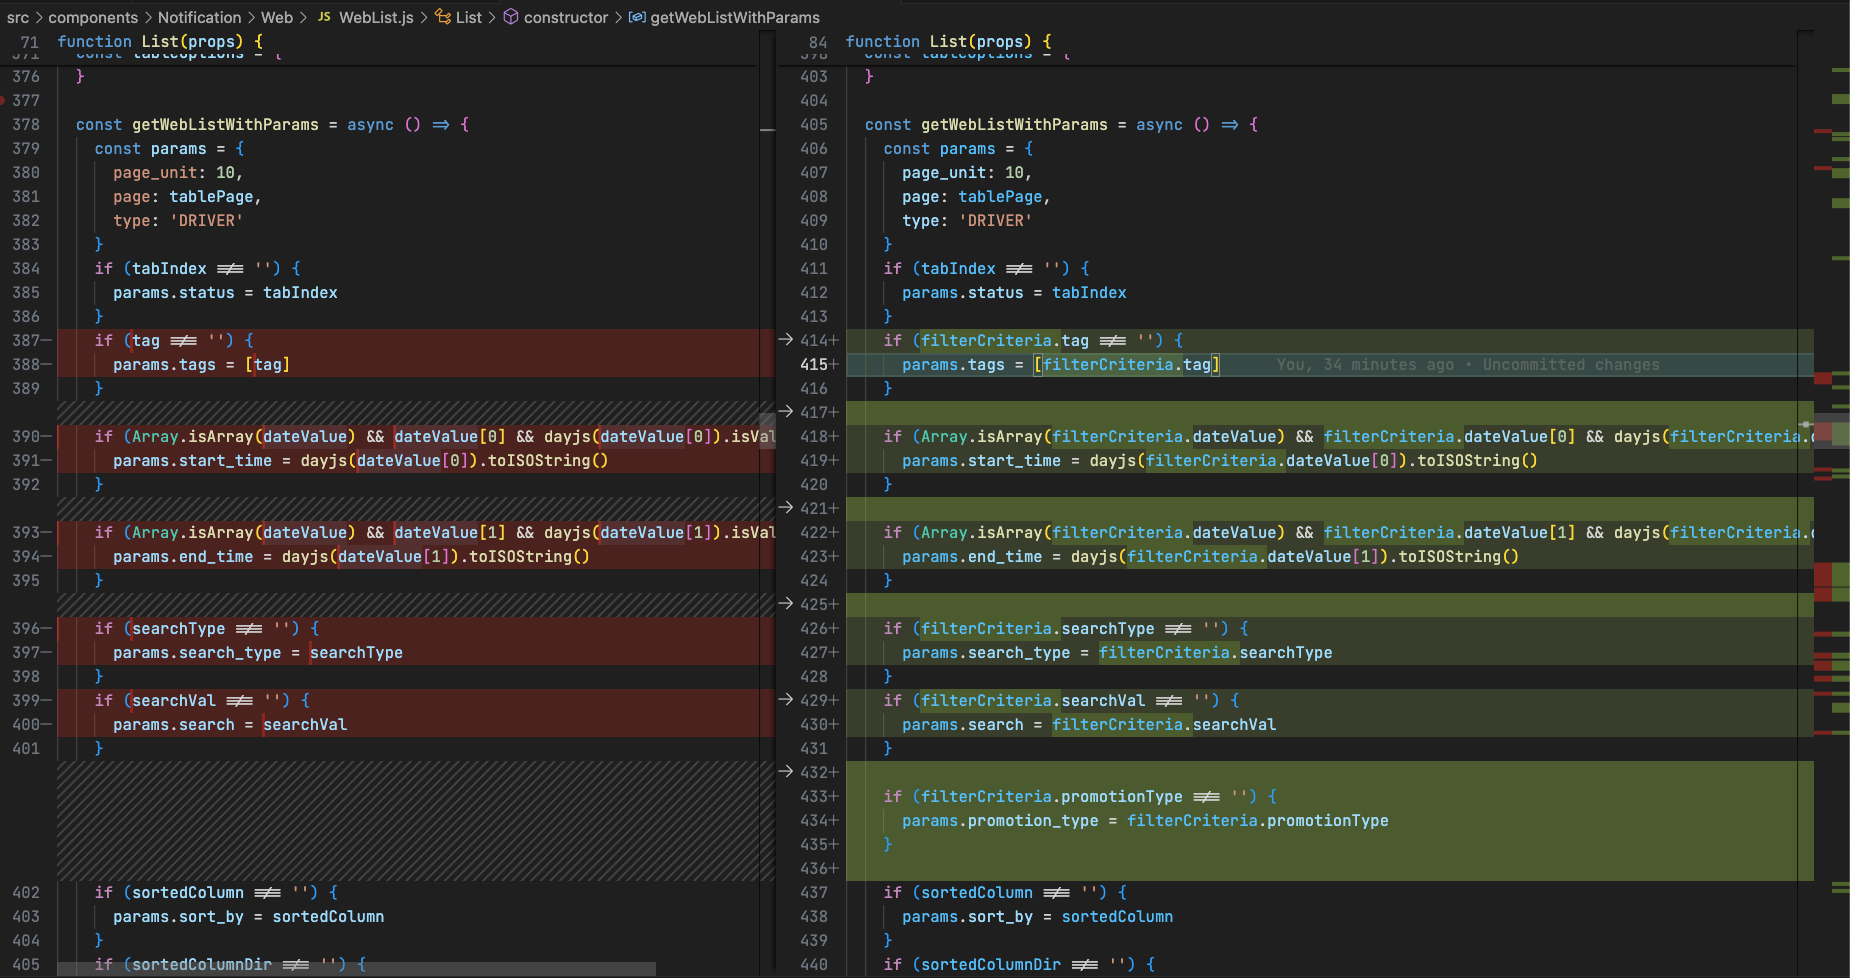 src > components > Notification > Web > JS WebList.js > List > constructor > getWebListWithParams
71 function List(props) {
371 const tableOptions = {
376 }
377
378 const getWebListWithParams = async () => {
379 const params = {
380 page_unit: 10,
381 page: tablePage,
382 type: 'DRIVER'
383 }
384 if (tabIndex !== '') {
385 params.status = tabIndex
386 }
387— if (tag !== '') {
388— params.tags = [tag]
389 }
390— if (Array.isArray(dateValue) && dateValue[0] && dayjs(dateValue[0]).isVal
391— params.start_time = dayjs(dateValue[0]).toISOString()
392 }
393— if (Array.isArray(dateValue) && dateValue[1] && dayjs(dateValue[1]).isVal
394— params.end_time = dayjs(dateValue[1]).toISOString()
395 }
396— if (searchType !== '') {
397— params.search_type = searchType
398 }
399— if (searchVal !== '') {
400— params.search = searchVal
401 }
402 if (sortedColumn !== '') {
403 params.sort_by = sortedColumn
404 }
405 if (sortedColumnDir !== '') {
84 function List(props) {
398 const tableOptions = {
403 }
404
405 const getWebListWithParams = async () => {
406 const params = {
407 page_unit: 10,
408 page: tablePage,
409 type: 'DRIVER'
410 }
411 if (tabIndex !== '') {
412 params.status = tabIndex
413 }
→ 414+ if (filterCriteria.tag !== '') {
415+ params.tags = [filterCriteria.tag] You, 34 minutes ago • Uncommitted changes
416 }
→ 417+
418+ if (Array.isArray(filterCriteria.dateValue) && filterCriteria.dateValue[0] && dayjs(filterCriteria.
419+ params.start_time = dayjs(filterCriteria.dateValue[0]).toISOString()
420 }
→ 421+
422+ if (Array.isArray(filterCriteria.dateValue) && filterCriteria.dateValue[1] && dayjs(filterCriteria.
423+ params.end_time = dayjs(filterCriteria.dateValue[1]).toISOString()
424 }
→ 425+
426+ if (filterCriteria.searchType !== '') {
427+ params.search_type = filterCriteria.searchType
428 }
→ 429+ if (filterCriteria.searchVal !== '') {
430+ params.search = filterCriteria.searchVal
431 }
→ 432+
433+ if (filterCriteria.promotionType !== '') {
434+ params.promotion_type = filterCriteria.promotionType
435+ }
436+
437 if (sortedColumn !== '') {
438 params.sort_by = sortedColumn
439 }
440 if (sortedColumnDir !== '') {